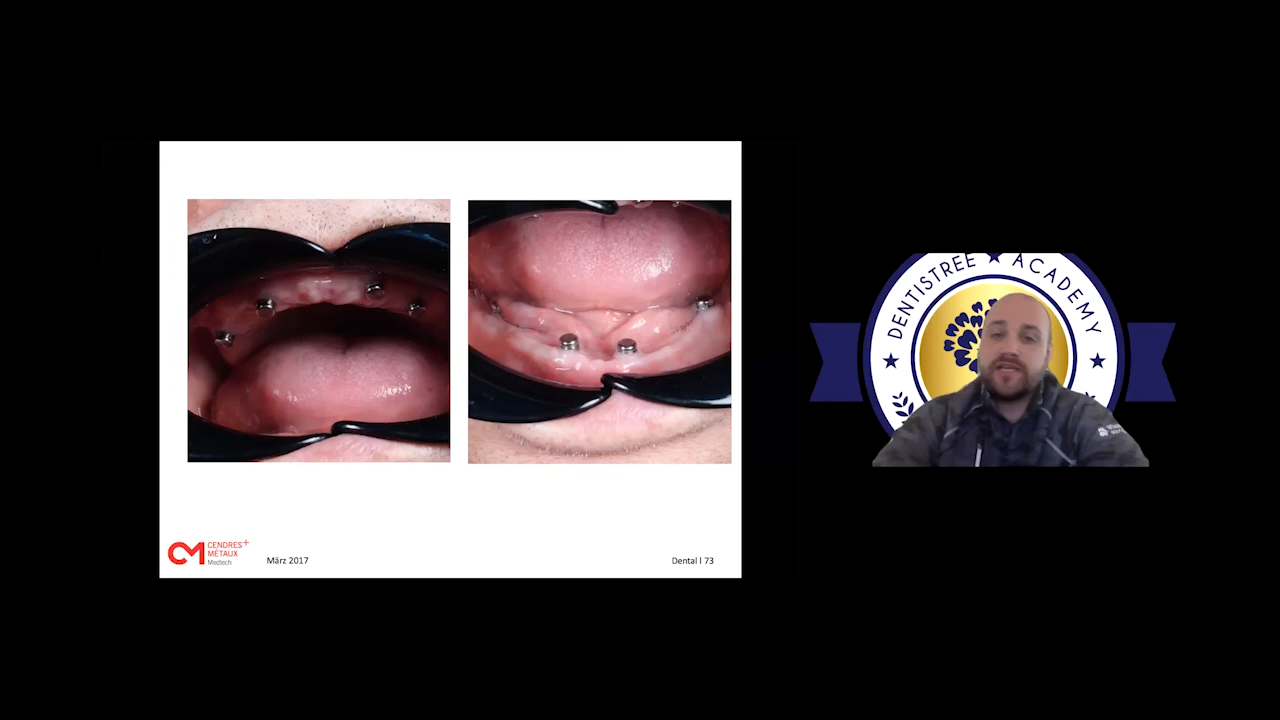 CENDRES+
MÉTAUX
Medtech
März 2017
Dental | 73
DENTISTREE ★ ACADEMY